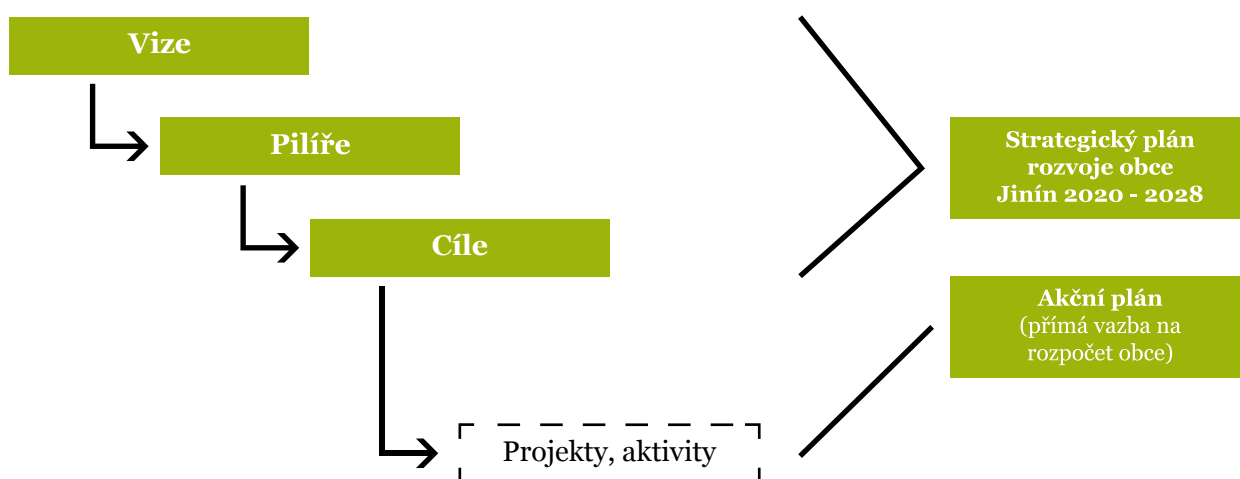 Vize
Pilíře
Cíle
Projekty, aktivity
Strategický plán
rozvoje obce
Jinín 2020 - 2028
Akční plán
(přímá vazba na
rozpočet obce)